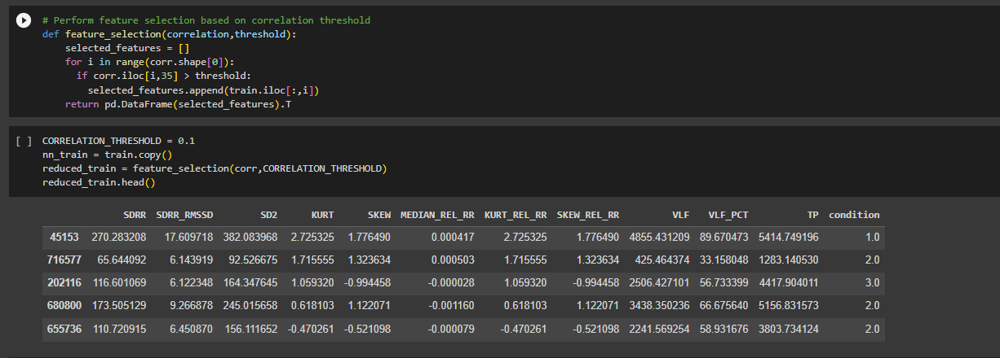 # Perform feature selection based on correlation threshold
def feature_selection(correlation,threshold):
    selected_features = []
    for i in range(corr.shape[0]):
      if corr.iloc[i,35] > threshold:
        selected_features.append(train.iloc[:,i])
    return pd.DataFrame(selected_features).T
[ ] CORRELATION_THRESHOLD = 0.1
nn_train = train.copy()
reduced_train = feature_selection(corr,CORRELATION_THRESHOLD)
reduced_train.head()
SDRR SDRR_RMSSD SD2 KURT SKEW MEDIAN_REL_RR KURT_REL_RR SKEW_REL_RR VLF VLF_PCT TP condition
45153 270.283208 17.609718 382.083968 2.725325 1.776490 0.000417 2.725325 1.776490 4855.431209 89.670473 5414.749196 1.0
716577 65.644092 6.143919 92.526675 1.715555 1.323634 0.000503 1.715555 1.323634 425.464374 33.158048 1283.140530 2.0
202116 116.601069 6.122348 164.347645 1.059320 -0.994458 -0.000028 1.059320 -0.994458 2506.427101 56.733399 4417.904011 3.0
680800 173.505129 9.266878 245.015658 0.618103 1.122071 -0.001160 0.618103 1.122071 3438.350236 66.675640 5156.831573 2.0
655736 110.720915 6.450870 156.111652 -0.470261 -0.521098 -0.000079 -0.470261 -0.521098 2241.569254 58.931676 3803.734124 2.0